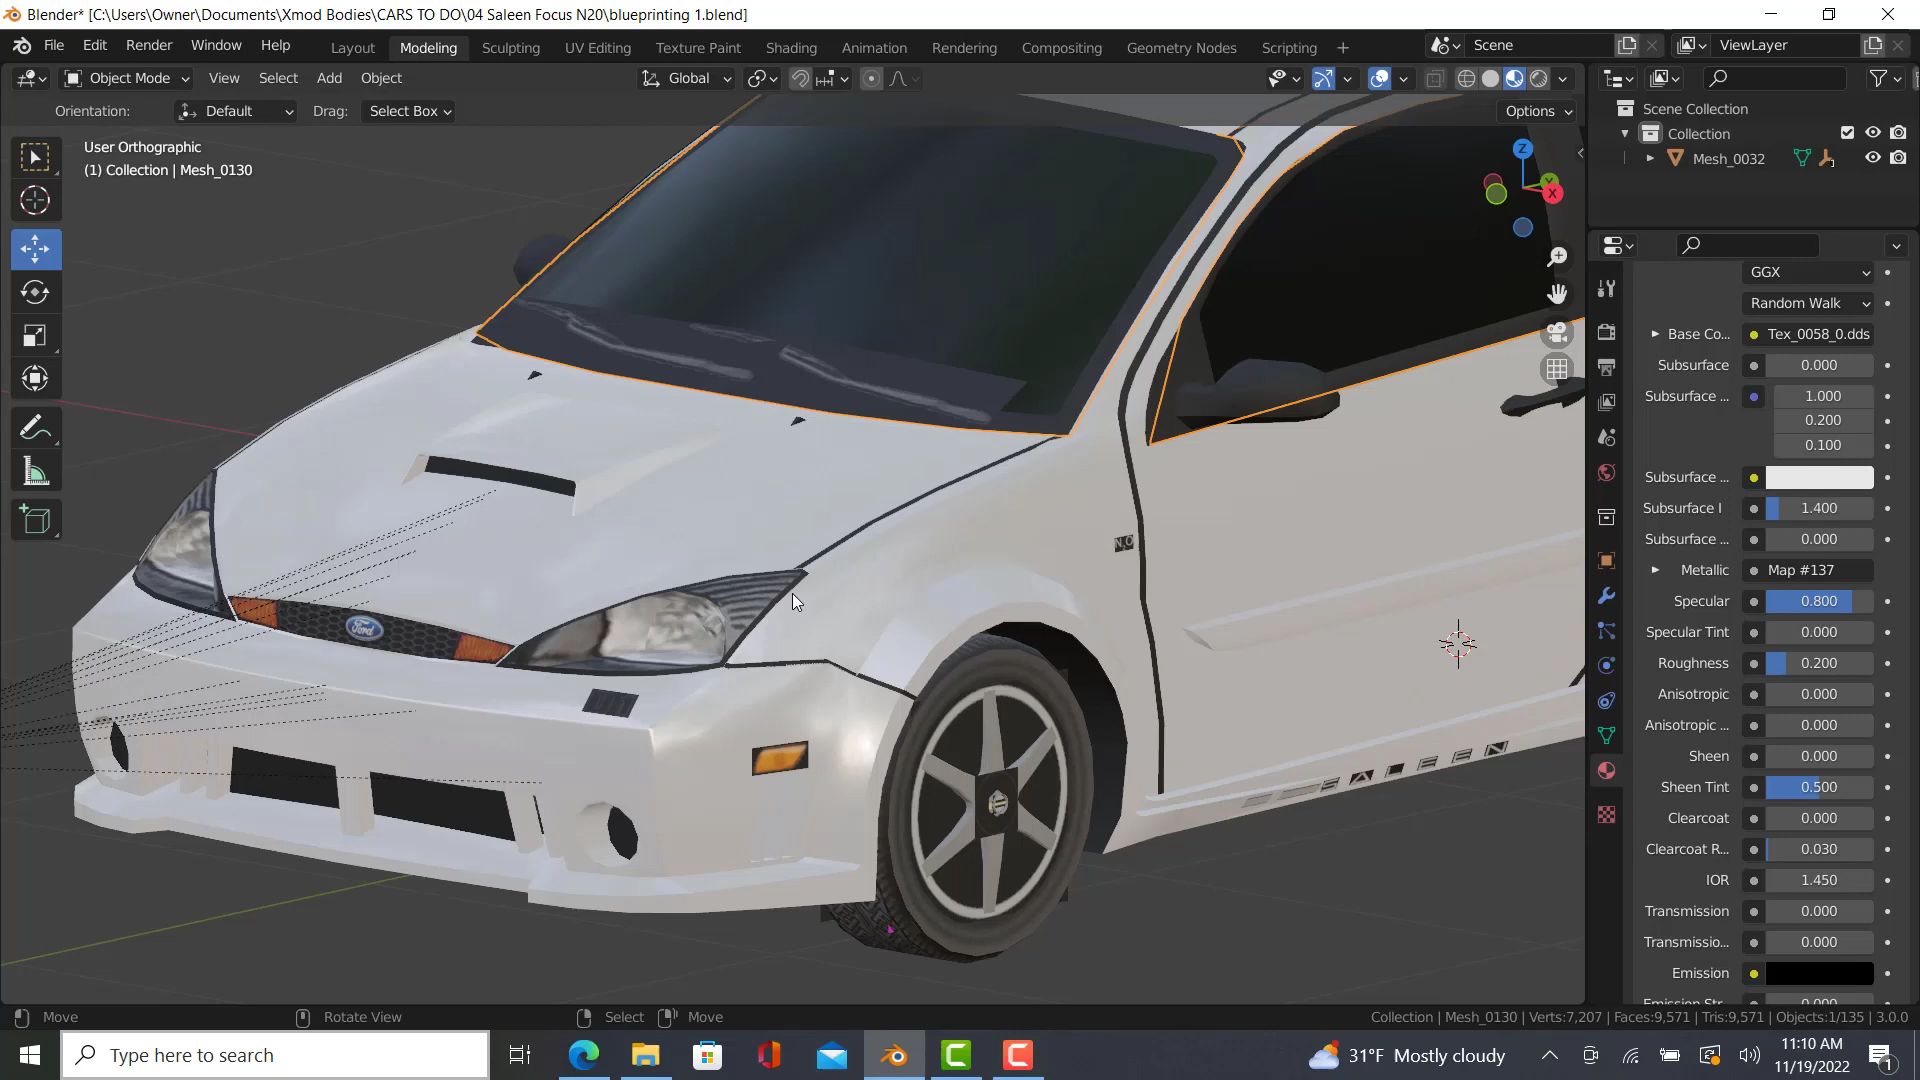 Blender* [C:\Users\Owner\Documents\Xmod Bodies\CARS TO DO\04 Saleen Focus N20\blueprinting 1.blend]
File Edit Render Window Help Layout Modeling Sculpting UV Editing Texture Paint Shading Animation Rendering Compositing Geometry Nodes Scripting + Scene ViewLayer
Object Mode View Select Add Object Global
Orientation: Default Drag: Select Box Options
User Orthographic
(1) Collection | Mesh_0130
Z
Y
X
Scene Collection
Collection
Mesh_0032
GGX
Random Walk
Base Co... Tex_0058_0.dds
Subsurface 0.000
Subsurface ... 1.000
0.200
0.100
Subsurface ...
Subsurface I 1.400
Subsurface ... 0.000
Metallic Map #137
Specular 0.800
Specular Tint 0.000
Roughness 0.200
Anisotropic 0.000
Anisotropic ... 0.000
Sheen 0.000
Sheen Tint 0.500
Clearcoat 0.000
Clearcoat R... 0.030
IOR 1.450
Transmission 0.000
Transmissio... 0.000
Emission
Emission Str... 0.000
Ford
N2O
SALEEN
Move Rotate View Select Move
Collection | Mesh_0130 | Verts:7,207 | Faces:9,571 | Tris:9,571 | Objects:1/135 | 3.0.0
Type here to search
31°F Mostly cloudy
11:10 AM
11/19/2022
1